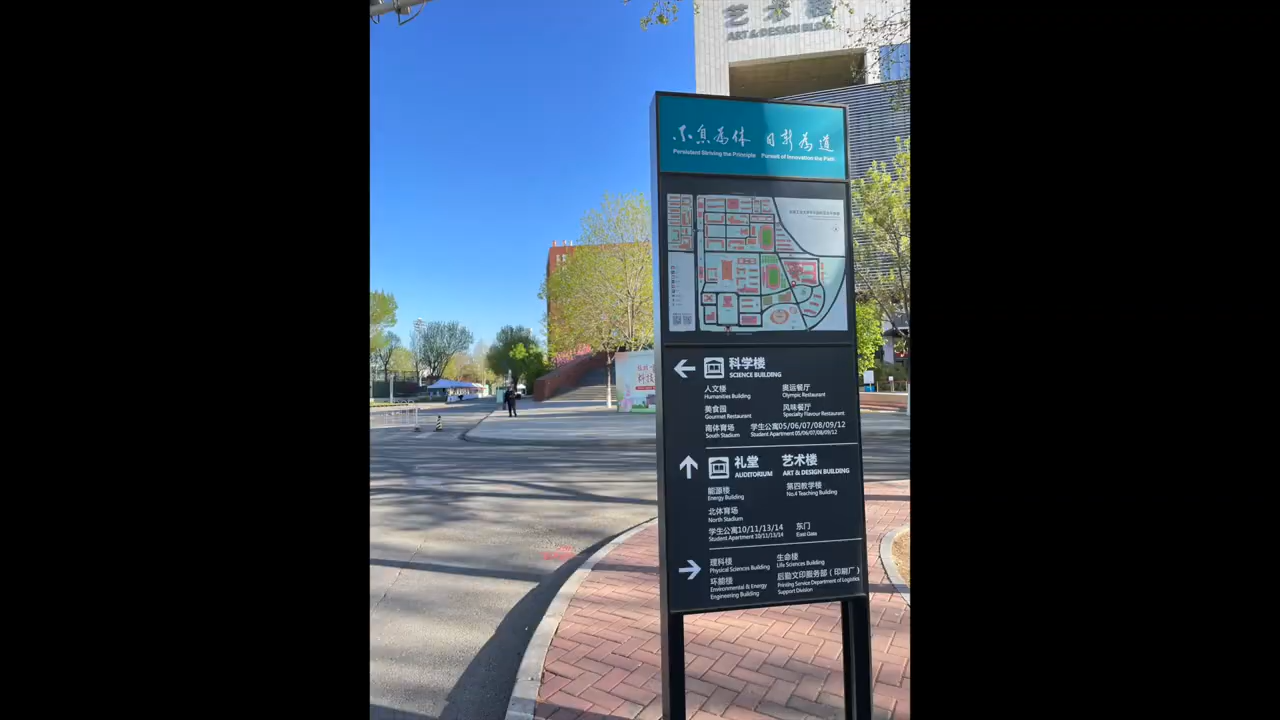 艺术楼
ART & DESIGN BLDG
不息為体 日新為道
Persistent Striving the Principle Pursuit of Innovation the Path
科学楼
SCIENCE BUILDING
人文楼 奥运餐厅
Humanities Building Olympic Restaurant
美食园 风味餐厅
Gourmet Restaurant Specialty Flavour Restaurant
南体育场 学生公寓05/06/07/08/09/12
South Stadium Student Apartment 05/06/07/08/09/12
礼堂 艺术楼
AUDITORIUM ART & DESIGN BUILDING
能源楼 第四教学楼
Energy Building No.4 Teaching Building
北体育场
North Stadium
学生公寓10/11/13/14 东门
Student Apartment 10/11/13/14 East Gate
理科楼 生命楼
Physical Sciences Building Life Sciences Building
环能楼 后勤文印服务部(印刷厂)
Environmental & Energy Printing Service Department of Logistics
Engineering Building Support Division